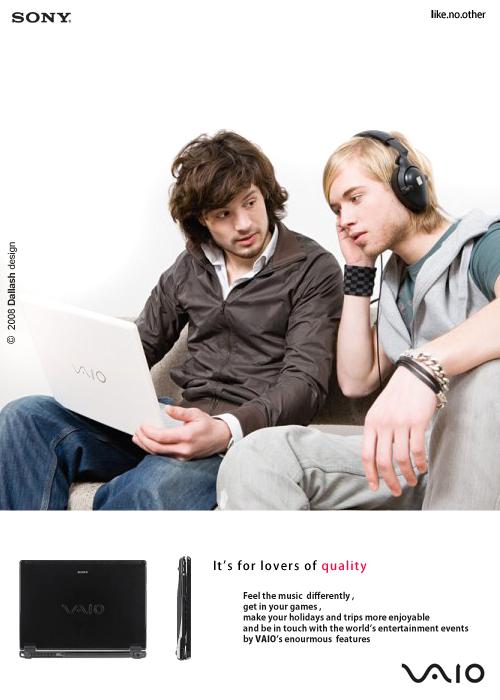 SONY
like.no.other
© 2008 Dallash design
VAIO
SONY
VAIO
It's for lovers of quality
Feel the music differently ,
get in your games ,
make your holidays and trips more enjoyable
and be in touch with the world's entertainment events
by VAIO's enourmous features
VAIO